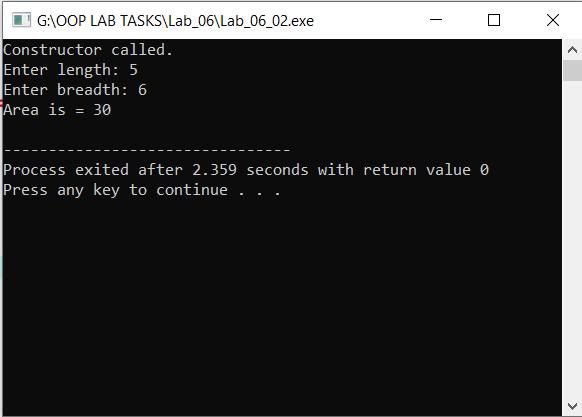 G:\OOP LAB TASKS\Lab_06\Lab_06_02.exe
Constructor called.
Enter length: 5
Enter breadth: 6
Area is = 30
--------------------------------
Process exited after 2.359 seconds with return value 0
Press any key to continue . . .